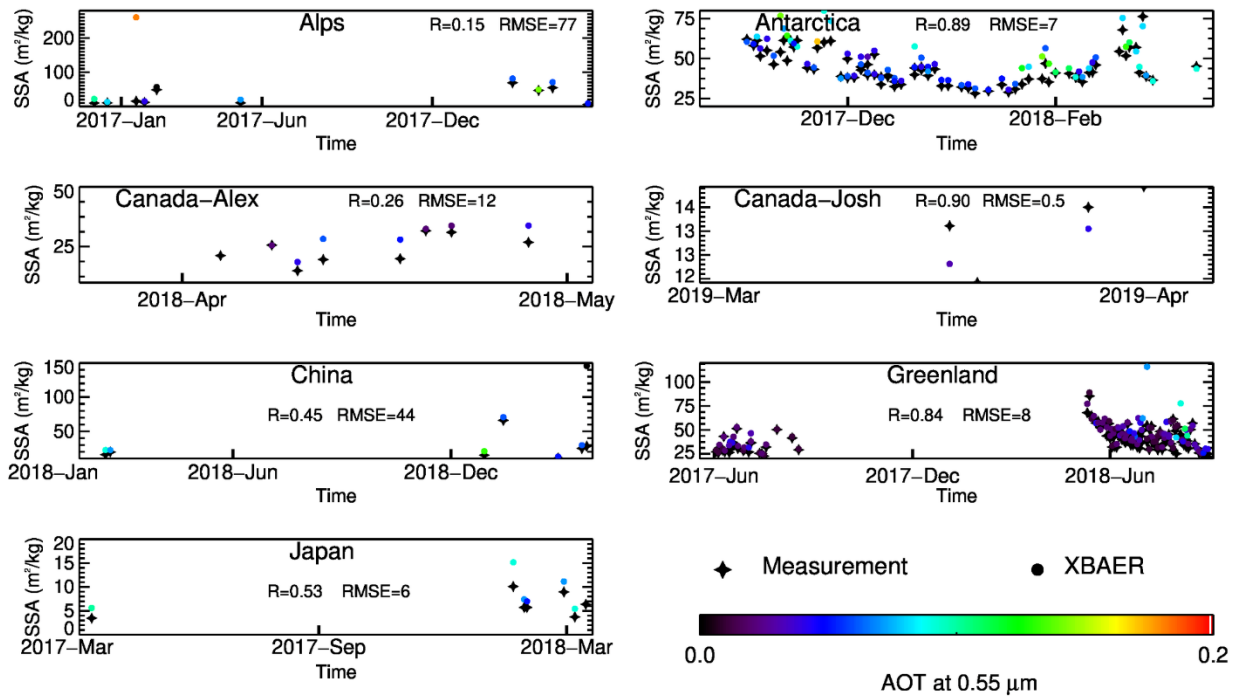 Alps
R=0.15 RMSE=77
SSA (m²/kg)
200
100
0
2017-Jan
2017-Jun
2017-Dec
Time
Antarctica
R=0.89 RMSE=7
SSA (m²/kg)
75
50
25
2017-Dec
2018-Feb
Time
Canada-Alex
R=0.26 RMSE=12
SSA (m²/kg)
50
25
2018-Apr
2018-May
Time
Canada-Josh
R=0.90 RMSE=0.5
SSA (m²/kg)
14
13
12
12
2019-Mar
2019-Apr
Time
China
R=0.45 RMSE=44
SSA (m²/kg)
150
100
50
2018-Jan
2018-Jun
2018-Dec
Time
Greenland
R=0.84 RMSE=8
SSA (m²/kg)
100
75
50
25
2017-Jun
2017-Dec
2018-Jun
Time
Japan
R=0.53 RMSE=6
SSA (m²/kg)
20
15
10
5
0
2017-Mar
2017-Sep
2018-Mar
Time
Measurement
XBAER
0.0
0.2
AOT at 0.55 μm